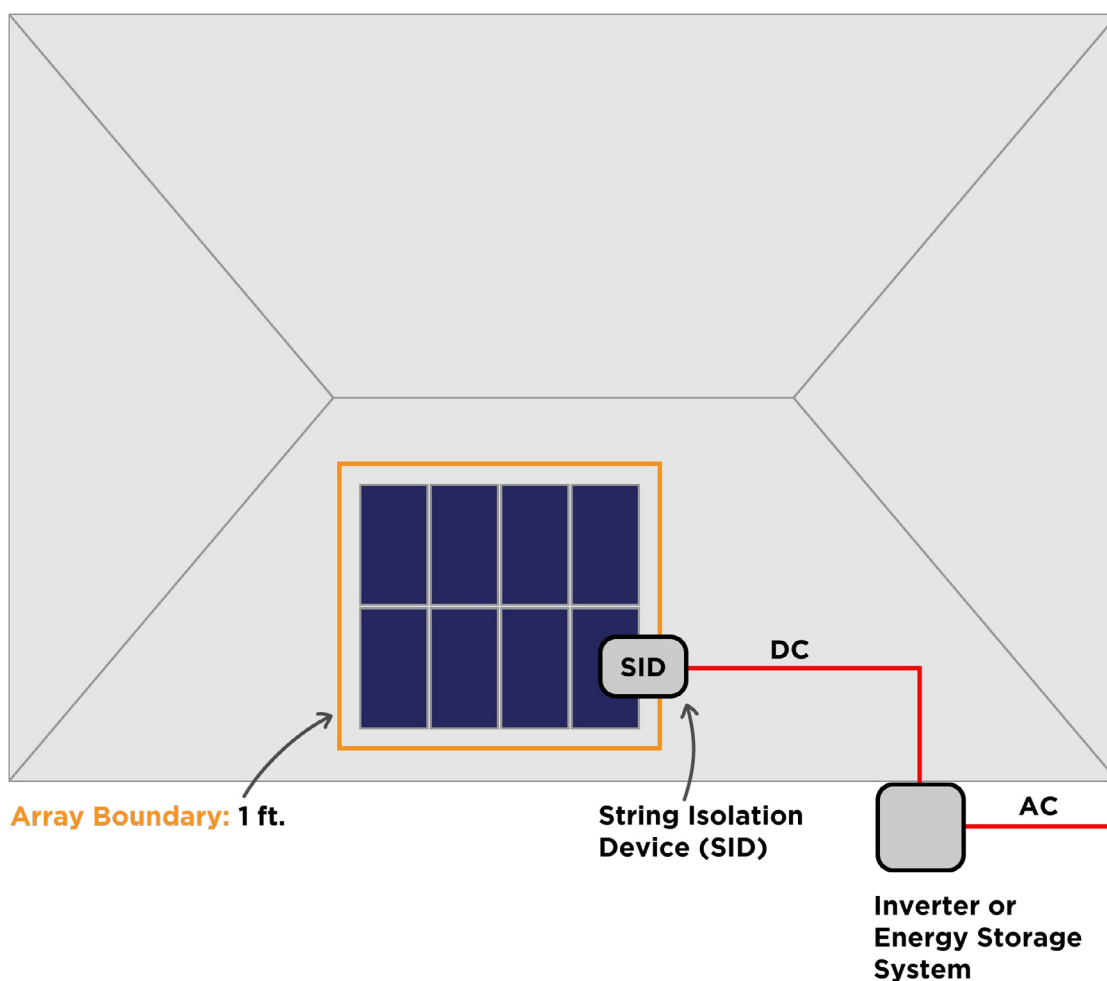 SID
DC
Array Boundary: 1 ft.
String Isolation
Device (SID)
AC
Inverter or
Energy Storage
System